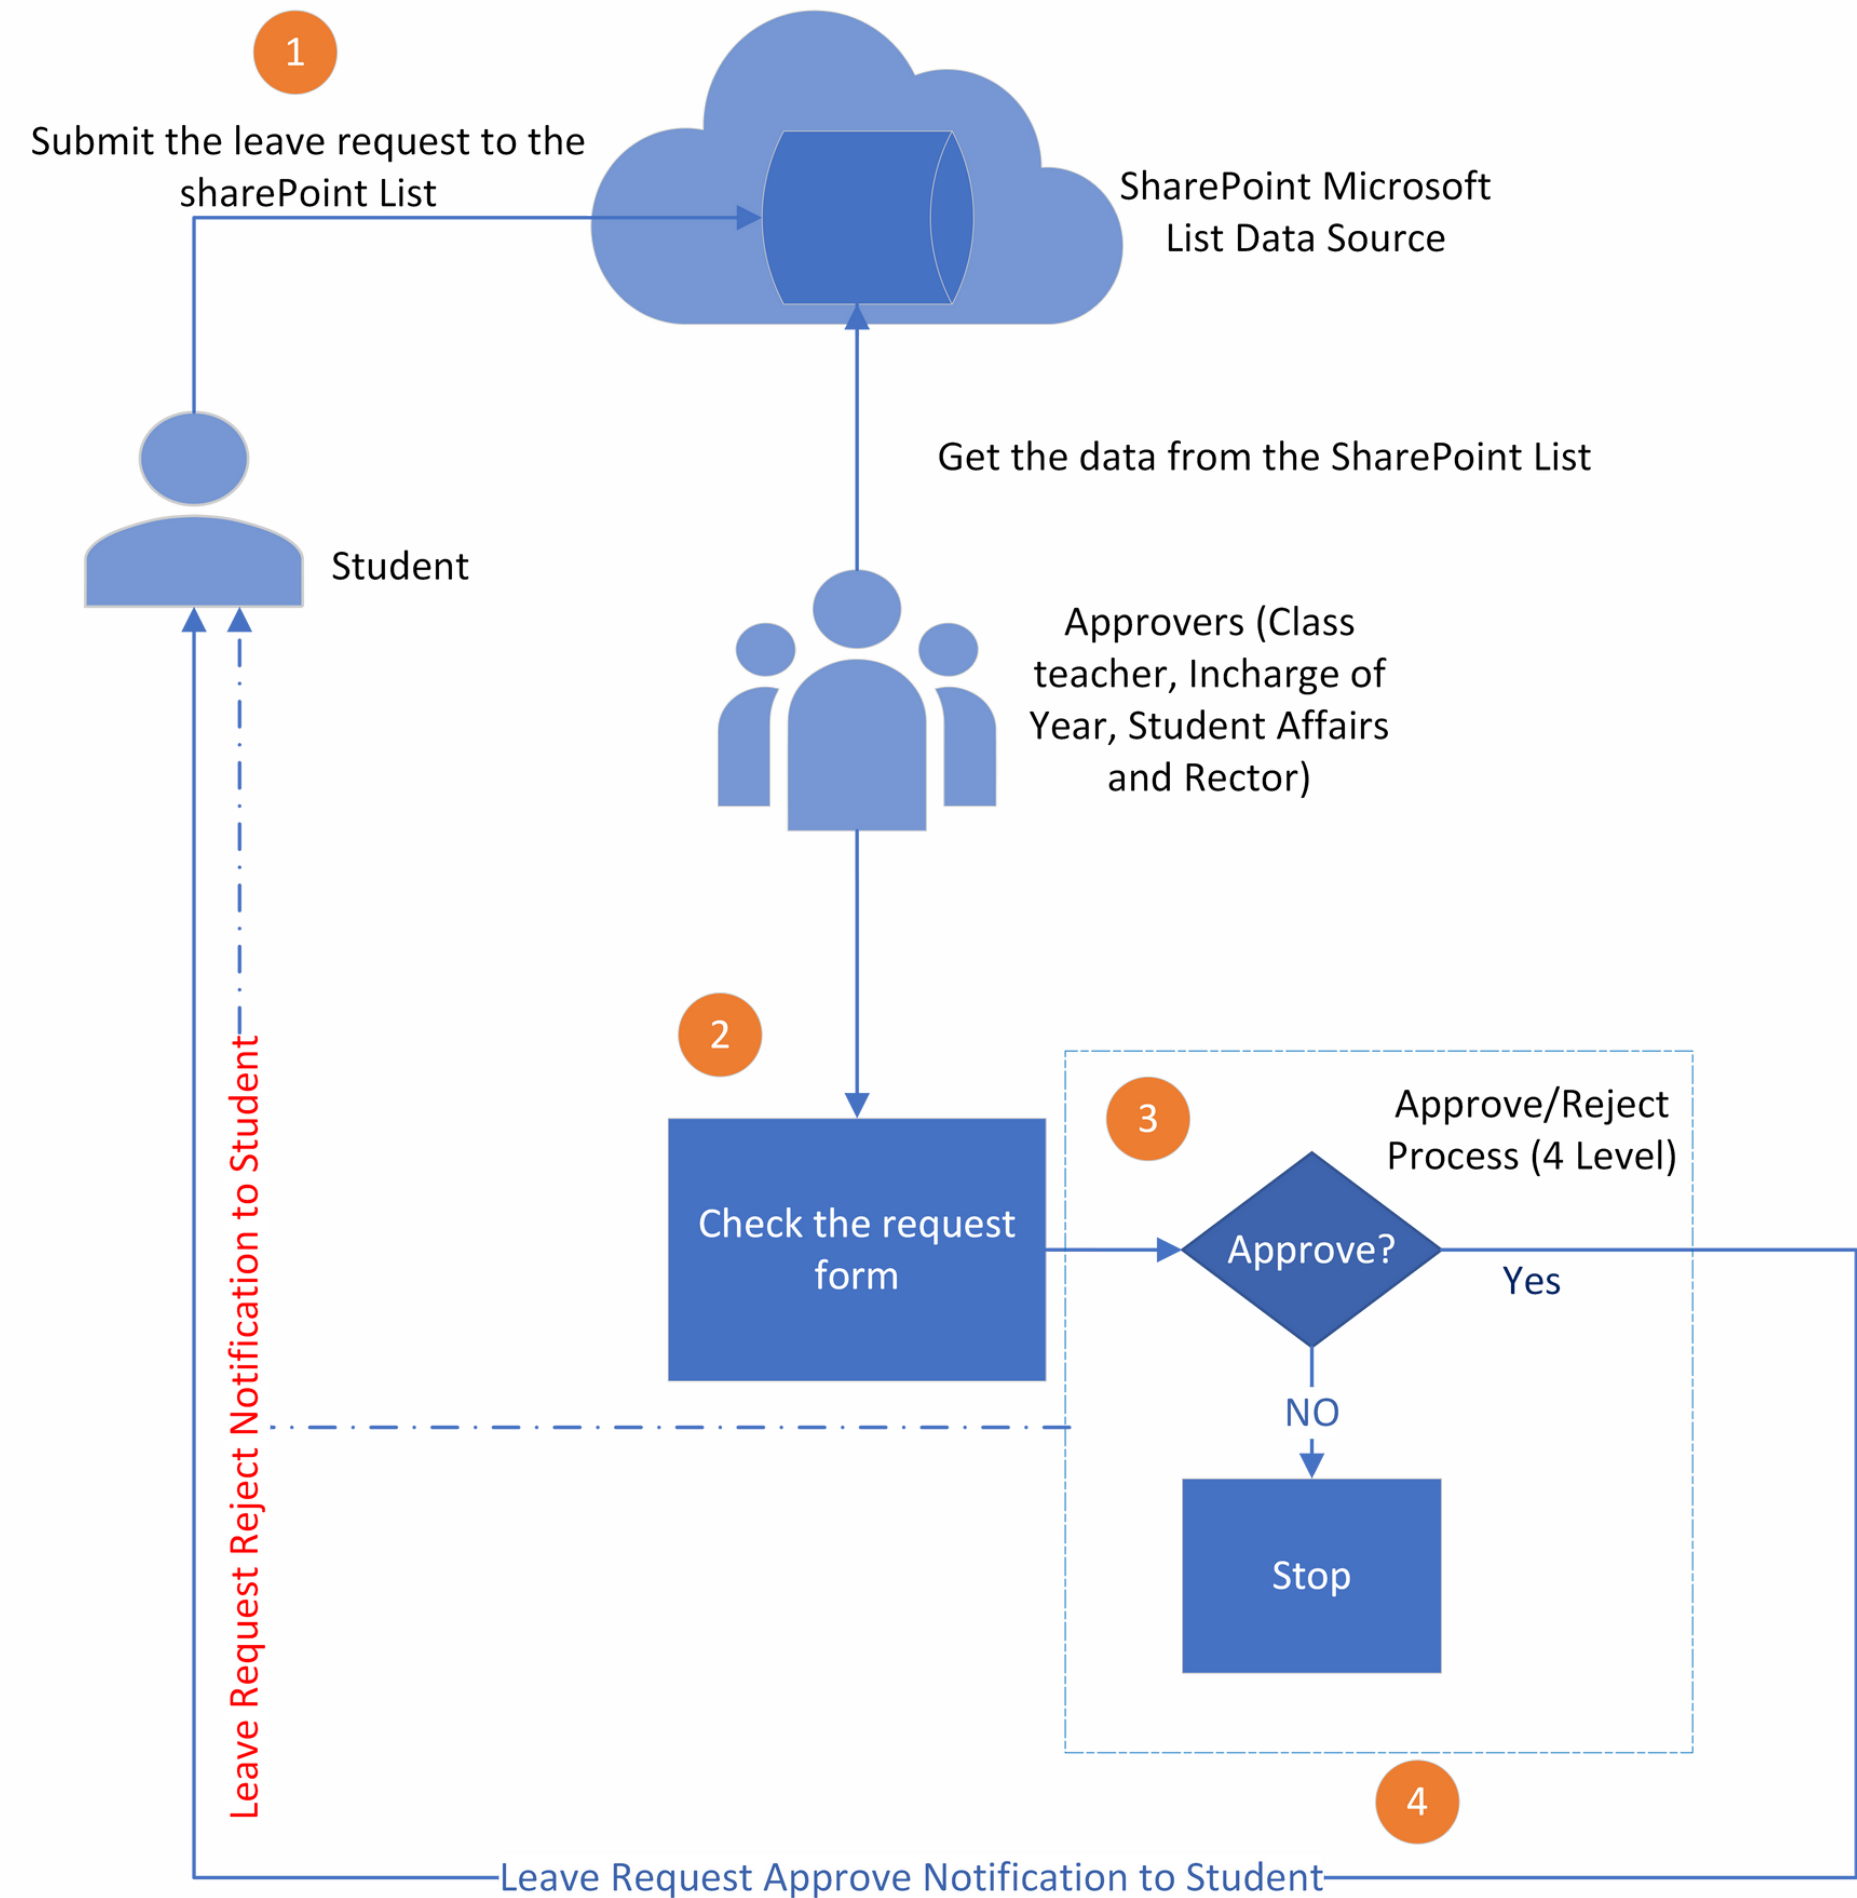 1
Submit the leave request to the
sharePoint List
SharePoint Microsoft
List Data Source
Get the data from the SharePoint List
Student
Approvers (Class
teacher, Incharge of
Year, Student Affairs
and Rector)
2
Check the request
form
3
Approve/Reject
Process (4 Level)
Approve?
Yes
NO
Stop
Leave Request Reject Notification to Student
4
Leave Request Approve Notification to Student